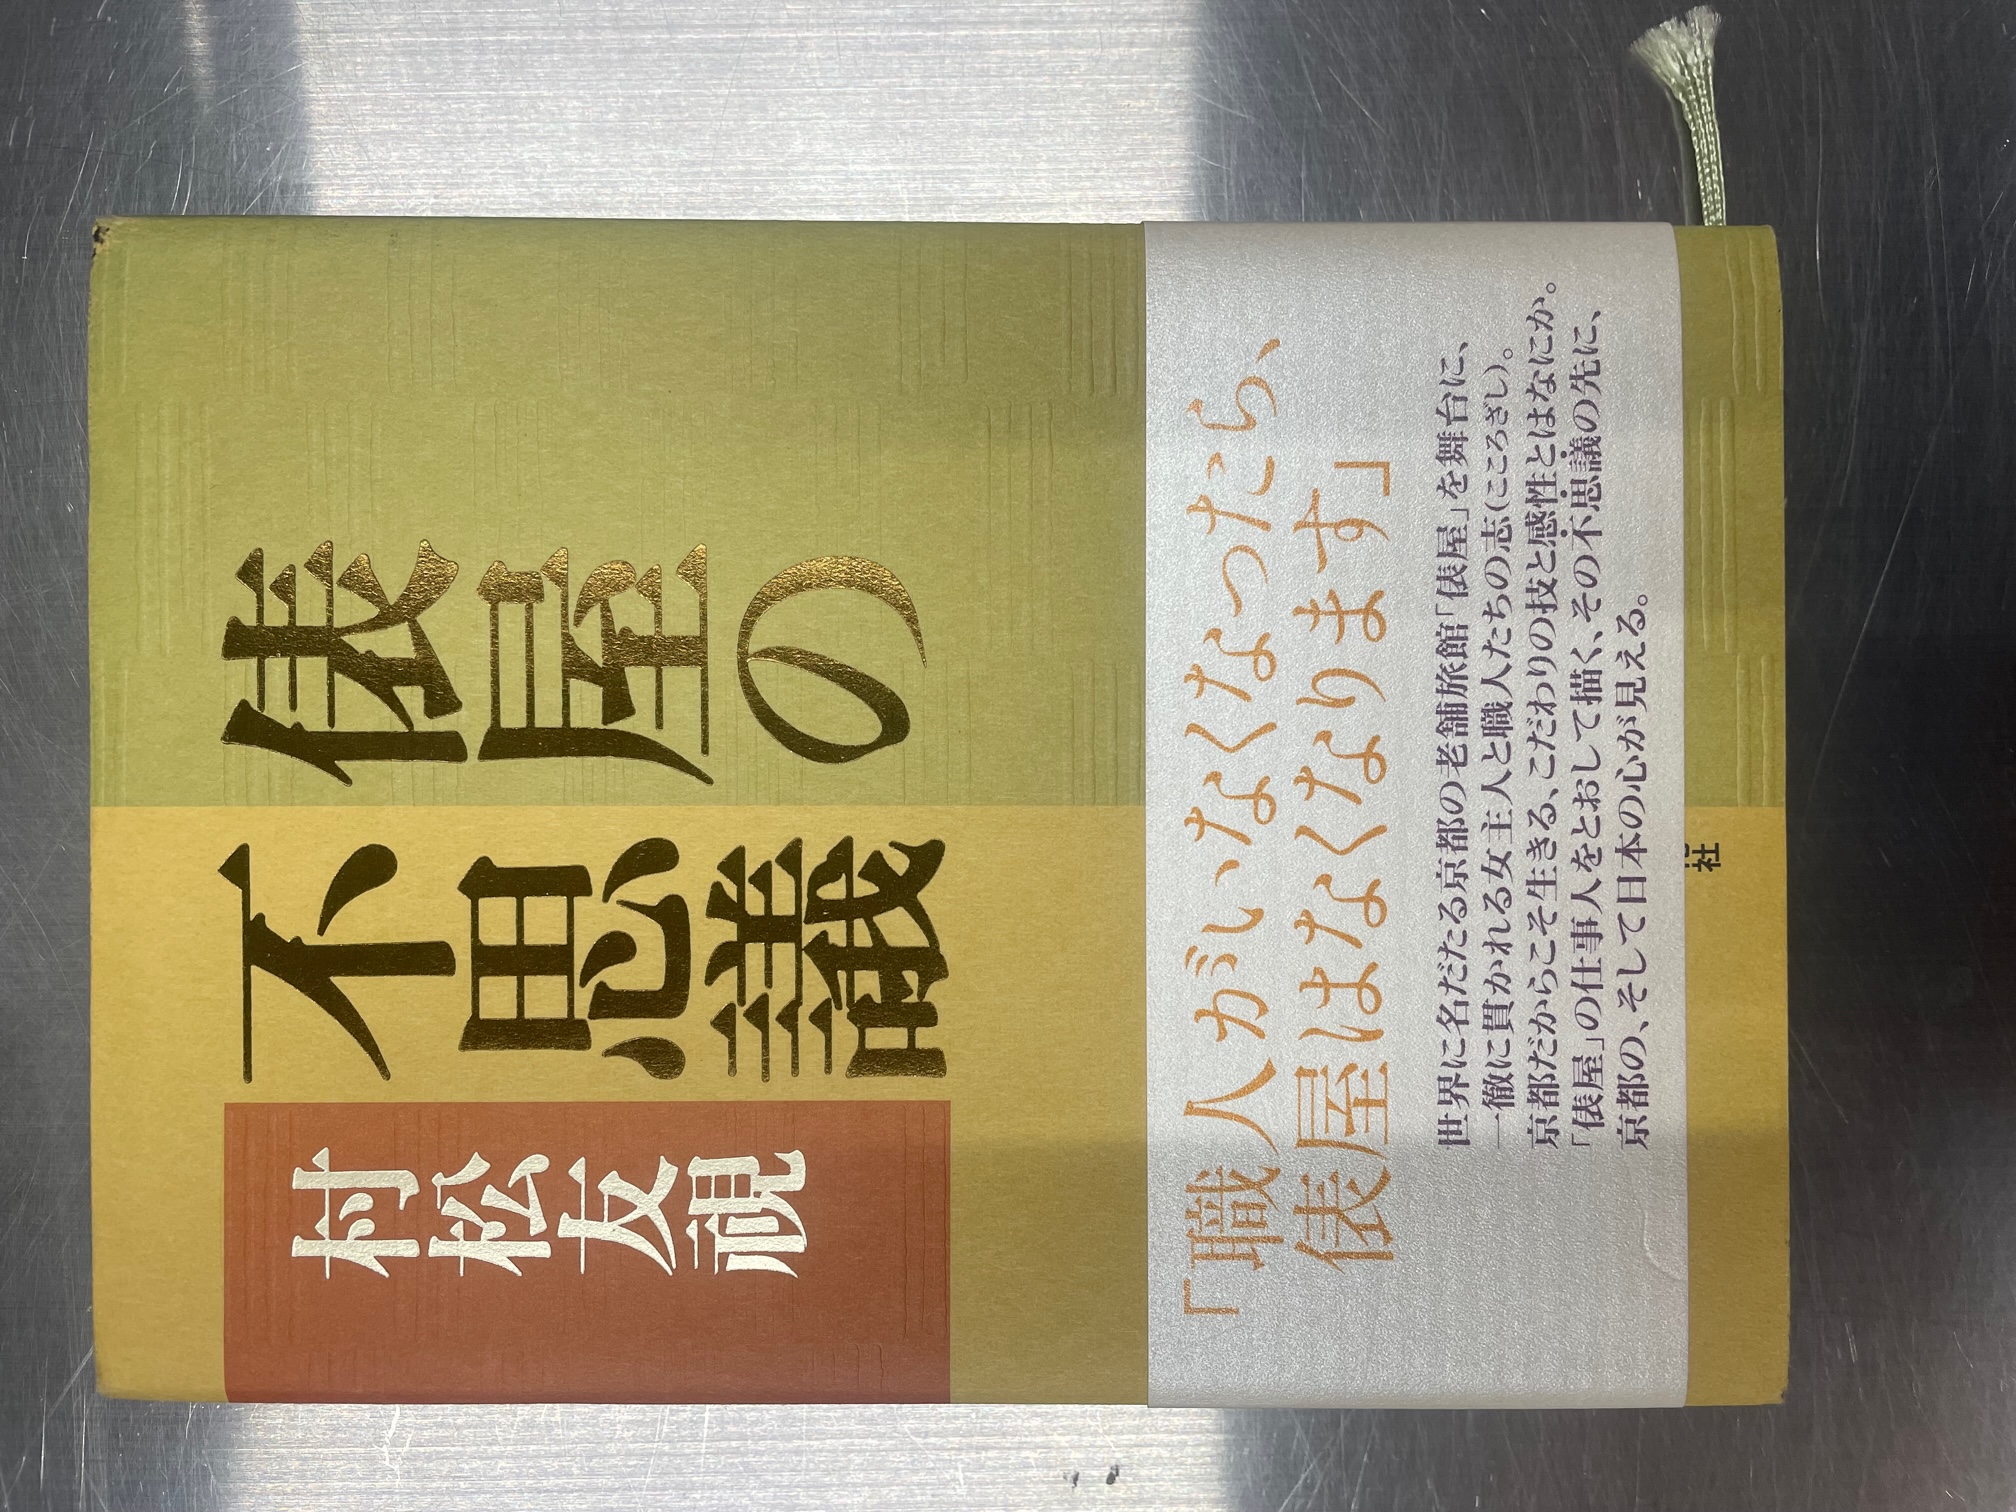 俵屋の
不思議
村松友視
「職人がいなくなったら、
俵屋はなくなります」
世界に名だたる京都の老舗旅館「俵屋」を舞台に、
一徹に貫かれる女主人と職人たちの志(こころざし)。
京都だからこそ生きる、こだわりの技と感性とはなにか。
「俵屋」の仕事人をとおして描く、その不思議の先に、
京都の、そして日本の心が見える。
社